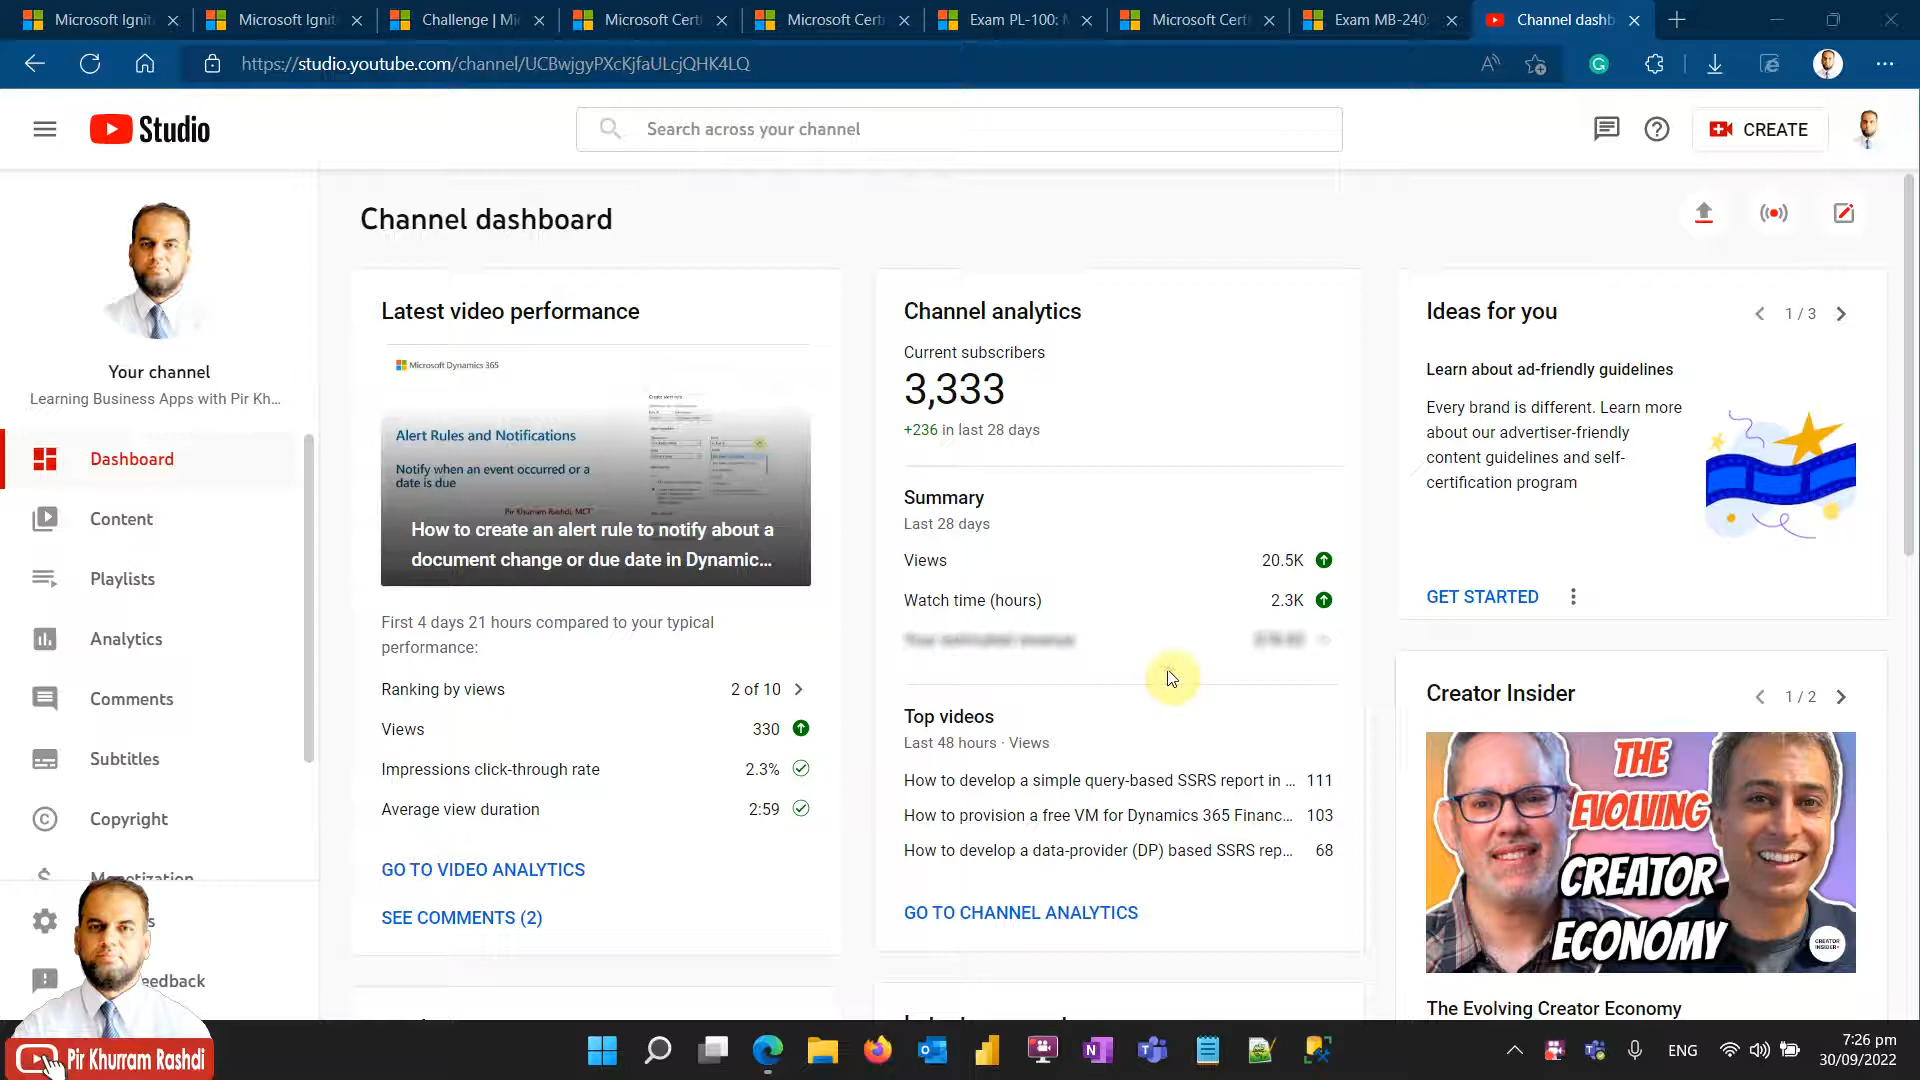 Microsoft Ignit
Microsoft Ignit
Challenge | Mi
Microsoft Certi
Microsoft Certi
Exam PL-100: M
Microsoft Certi
Exam MB-240:
Channel dashb
https://studio.youtube.com/channel/UCBwjgyPXcKjfaULcjQHK4LQ
Studio
Search across your channel
CREATE
Your channel
Learning Business Apps with Pir Kh...
Dashboard
Content
Playlists
Analytics
Comments
Subtitles
Copyright
Monetization
eedback
Pir Khurram Rashdi
Channel dashboard
Latest video performance
Microsoft Dynamics 365
Alert Rules and Notifications
Notify when an event occurred or a
date is due
Pir Khurram Rashdi, MCT
How to create an alert rule to notify about a
document change or due date in Dynamic...
First 4 days 21 hours compared to your typical
performance:
Ranking by views 2 of 10
Views 330
Impressions click-through rate 2.3%
Average view duration 2:59
GO TO VIDEO ANALYTICS
SEE COMMENTS (2)
Channel analytics
Current subscribers
3,333
+236 in last 28 days
Summary
Last 28 days
Views 20.5K
Watch time (hours) 2.3K
Top videos
Last 48 hours · Views
How to develop a simple query-based SSRS report in ... 111
How to provision a free VM for Dynamics 365 Financ... 103
How to develop a data-provider (DP) based SSRS rep... 68
GO TO CHANNEL ANALYTICS
Ideas for you
1 / 3
Learn about ad-friendly guidelines
Every brand is different. Learn more
about our advertiser-friendly
content guidelines and self-
certification program
GET STARTED
Creator Insider
1 / 2
THE
EVOLVING
CREATOR
ECONOMY
CREATOR
INSIDER
The Evolving Creator Economy
ENG
7:26 pm
30/09/2022